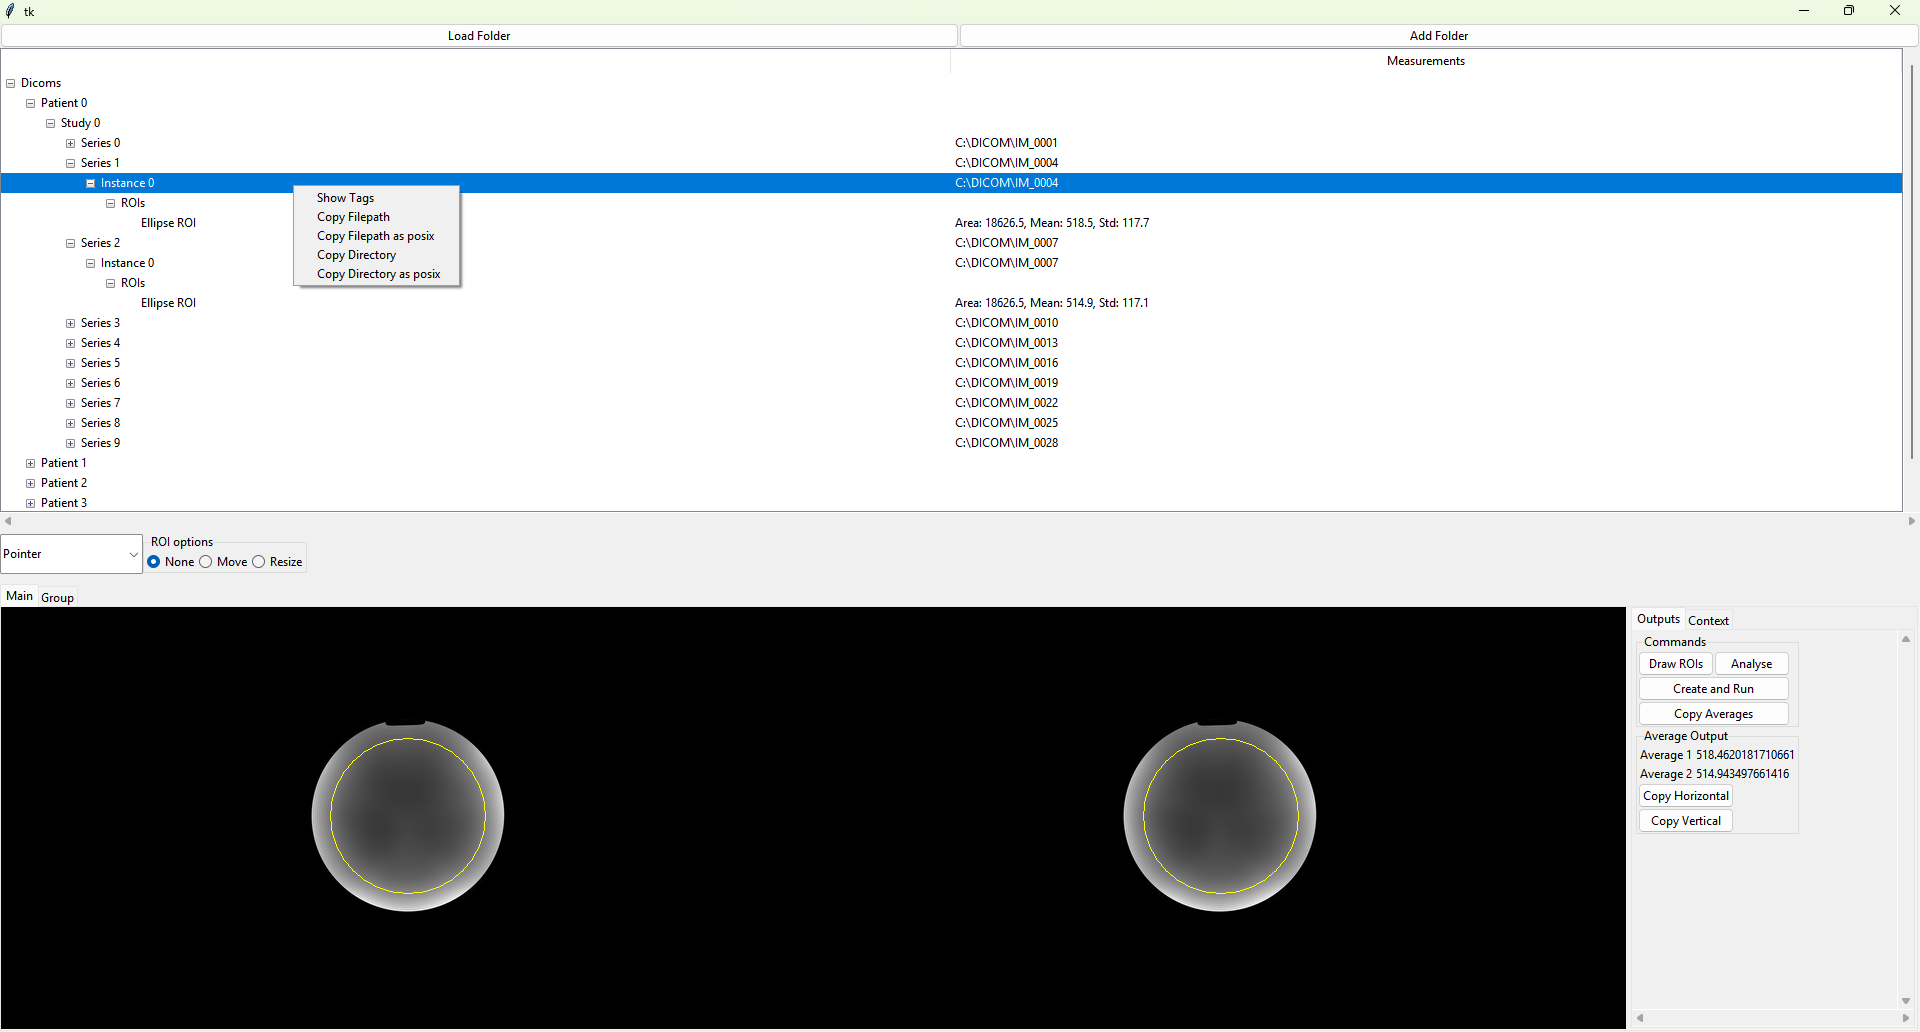 tk
Load Folder Add Folder
Measurements
Dicoms
Patient 0
Study 0
Series 0 C:\DICOM\IM_0001
Series 1 C:\DICOM\IM_0004
Instance 0 C:\DICOM\IM_0004
Show Tags
Copy Filepath
Copy Filepath as posix
Copy Directory
Copy Directory as posix
ROIs
Ellipse ROI Area: 18626.5, Mean: 518.5, Std: 117.7
Series 2 C:\DICOM\IM_0007
Instance 0 C:\DICOM\IM_0007
ROIs
Ellipse ROI Area: 18626.5, Mean: 514.9, Std: 117.1
Series 3 C:\DICOM\IM_0010
Series 4 C:\DICOM\IM_0013
Series 5 C:\DICOM\IM_0016
Series 6 C:\DICOM\IM_0019
Series 7 C:\DICOM\IM_0022
Series 8 C:\DICOM\IM_0025
Series 9 C:\DICOM\IM_0028
Patient 1
Patient 2
Patient 3
Pointer
ROI options
None Move Resize
Main Group
Outputs Context
Commands
Draw ROIs Analyse
Create and Run
Copy Averages
Average Output
Average 1 518.4620181710661
Average 2 514.943497661416
Copy Horizontal
Copy Vertical